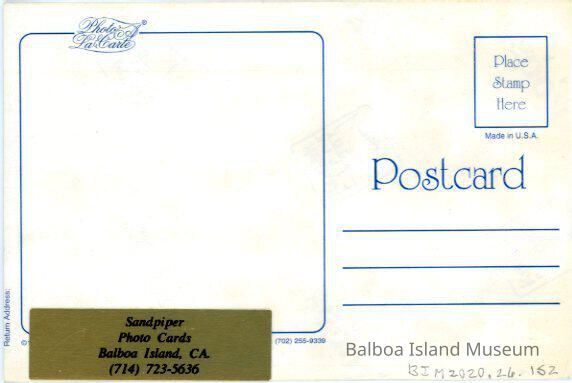 Photo À
La Carte®
Place
Stamp
Here
Made in U.S.A.
Postcard
Return Address:
©
Sandpiper
Photo Cards
Balboa Island, CA.
(714) 723-5636
(702) 255-9339
Balboa Island Museum
BIM2020.26.152